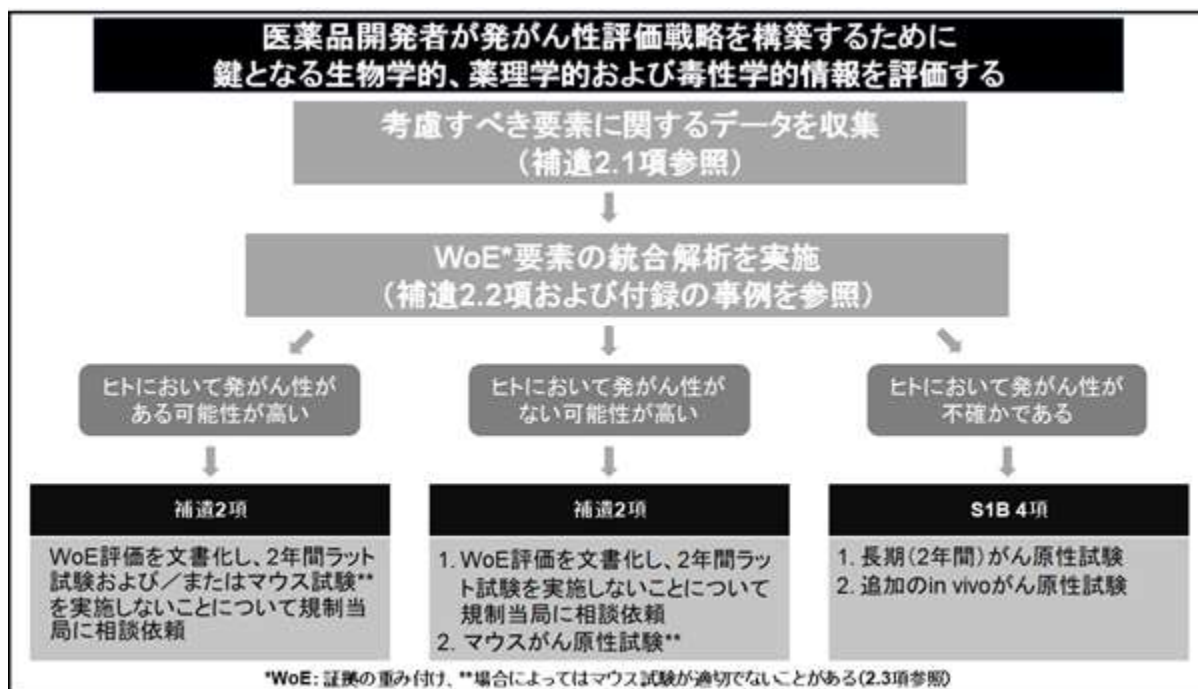 医薬品開発者が発がん性評価戦略を構築するために
鍵となる生物学的、薬理学的および毒性学的情報を評価する
考慮すべき要素に関するデータを収集
（補遺2.1項参照）
WoE*要素の統合解析を実施
（補遺2.2項および付録の事例を参照）
ヒトにおいて発がん性が
ある可能性が高い
ヒトにおいて発がん性が
ない可能性が高い
ヒトにおいて発がん性が
不確かである
補遺2項
WoE評価を文書化し、2年間ラット
試験および／またはマウス試験**
を実施しないことについて規制当
局に相談依頼
補遺2項
1. WoE評価を文書化し、2年間ラッ
ト試験を実施しないことについて
規制当局に相談依頼
2. マウスがん原性試験**
S1B 4項
1. 長期（2年間）がん原性試験
2. 追加のin vivoがん原性試験
*WoE: 証拠の重み付け、**場合によってはマウス試験が適切でないことがある(2.3項参照)